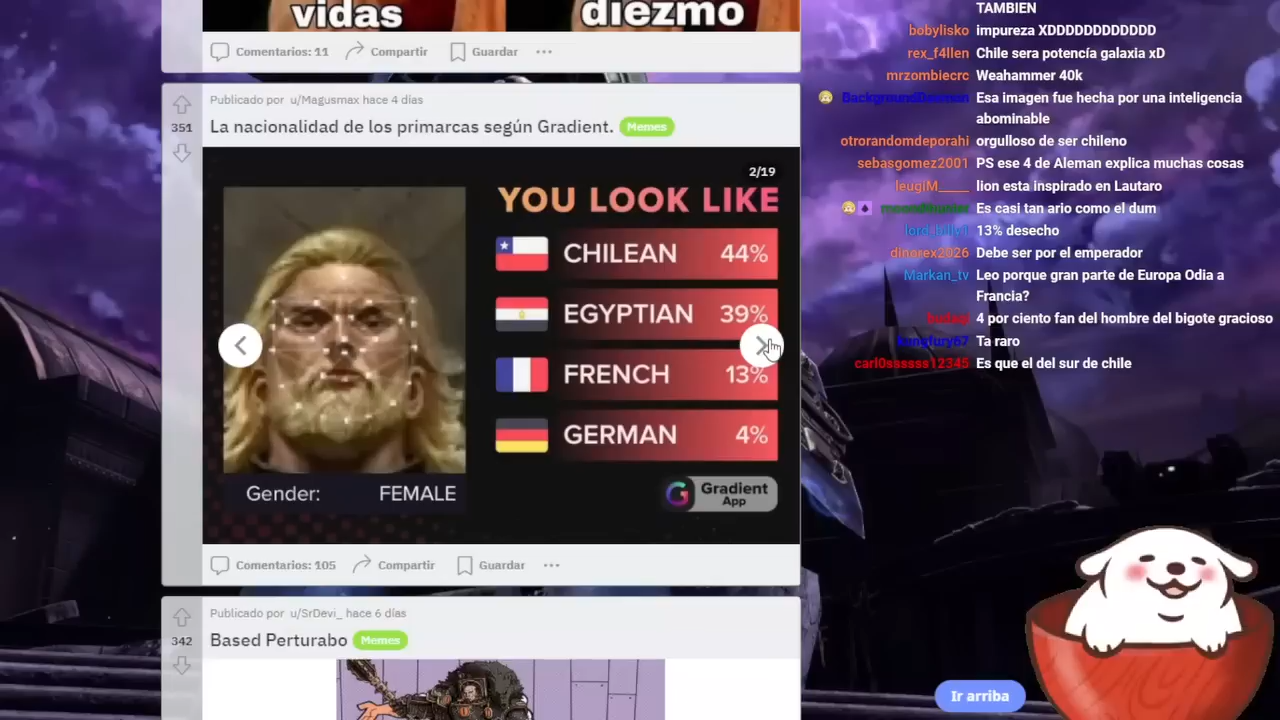 vidas
diezmo
Comentarios: 11
Compartir
Guardar
Publicado por u/Magusmax hace 4 días
351
La nacionalidad de los primarcas según Gradient.
Memes
2/19
YOU LOOK LIKE
CHILEAN 44%
EGYPTIAN 39%
FRENCH 13%
GERMAN 4%
Gender: FEMALE
Gradient
App
Comentarios: 105
Compartir
Guardar
Publicado por u/SrDevi_ hace 6 días
342
Based Perturabo
Memes
TAMBIEN
bobylisko impureza XDDDDDDDDDDDD
rex_f4llen Chile sera potencía galaxia xD
mrzombiecrc Weahammer 40k
Esa imagen fue hecha por una inteligencia
abominable
otrorandomdeporahi orgulloso de ser chileno
sebasgomez2001 PS ese 4 de Aleman explica muchas cosas
leugiM_____ lion esta inspirado en Lautaro
Es casi tan ario como el dum
13% desecho
dinorex2026 Debe ser por el emperador
Markan_tv Leo porque gran parte de Europa Odia a
Francia?
4 por ciento fan del hombre del bigote gracioso
kungfury67 Ta raro
carl0ssssss12345 Es que el del sur de chile
Ir arriba